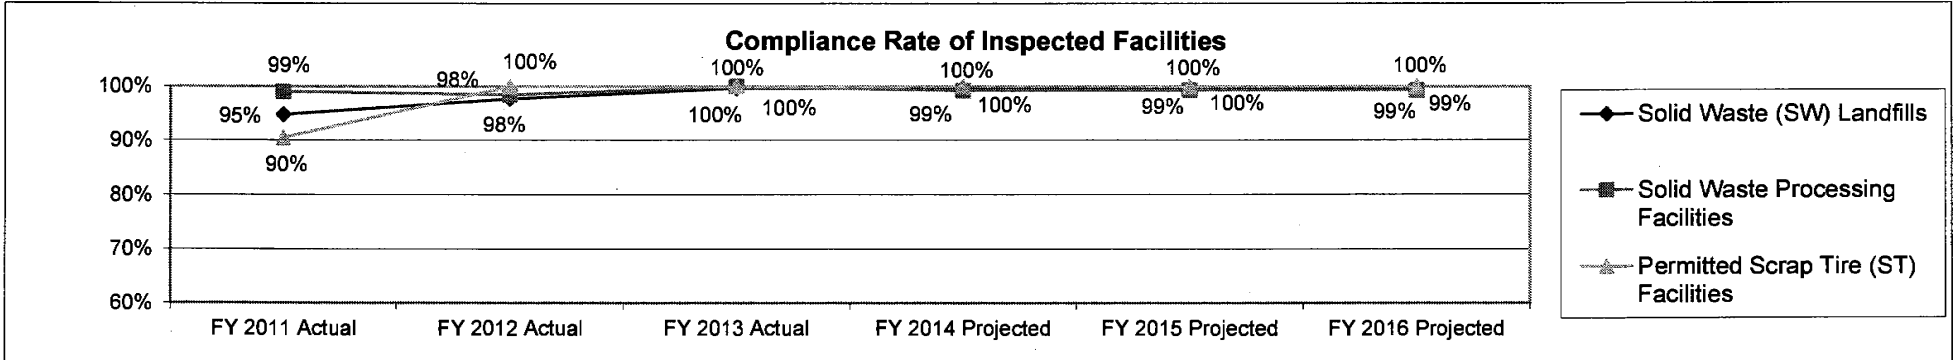 Compliance Rate of Inspected Facilities
99% 98% 100% 100% 100% 100% 100%
100%
95% 98% 100% 100% 99% 100% 99% 100% 99% 99%
90%
90%
80%
70%
60%
FY 2011 Actual FY 2012 Actual FY 2013 Actual FY 2014 Projected FY 2015 Projected FY 2016 Projected
Solid Waste (SW) Landfills
Solid Waste Processing
Facilities
Permitted Scrap Tire (ST)
Facilities